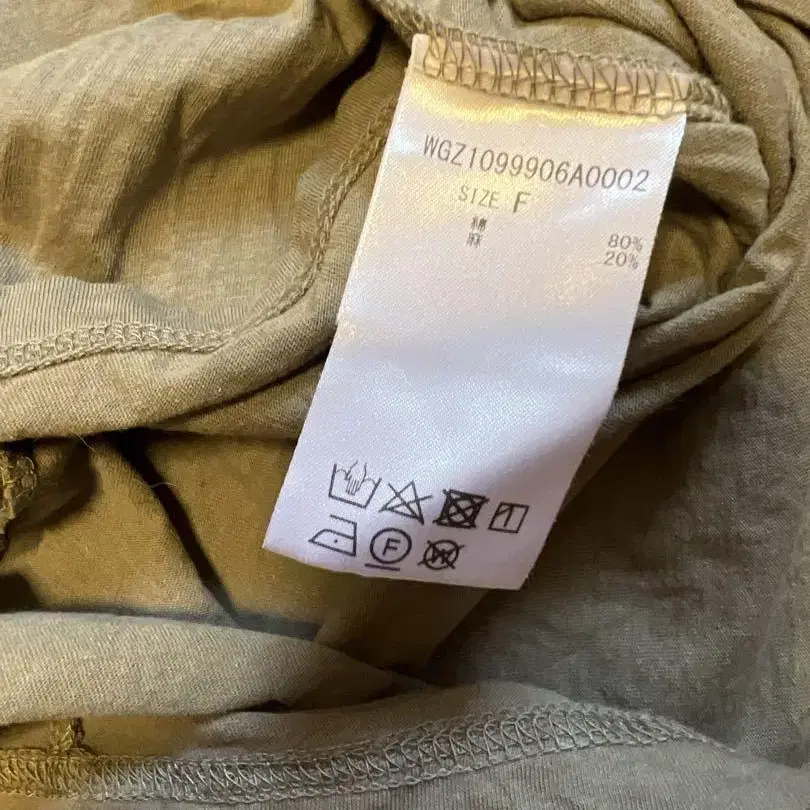 WGZ1099906A0002
SIZE F
綿 80%
麻 20%
F
W